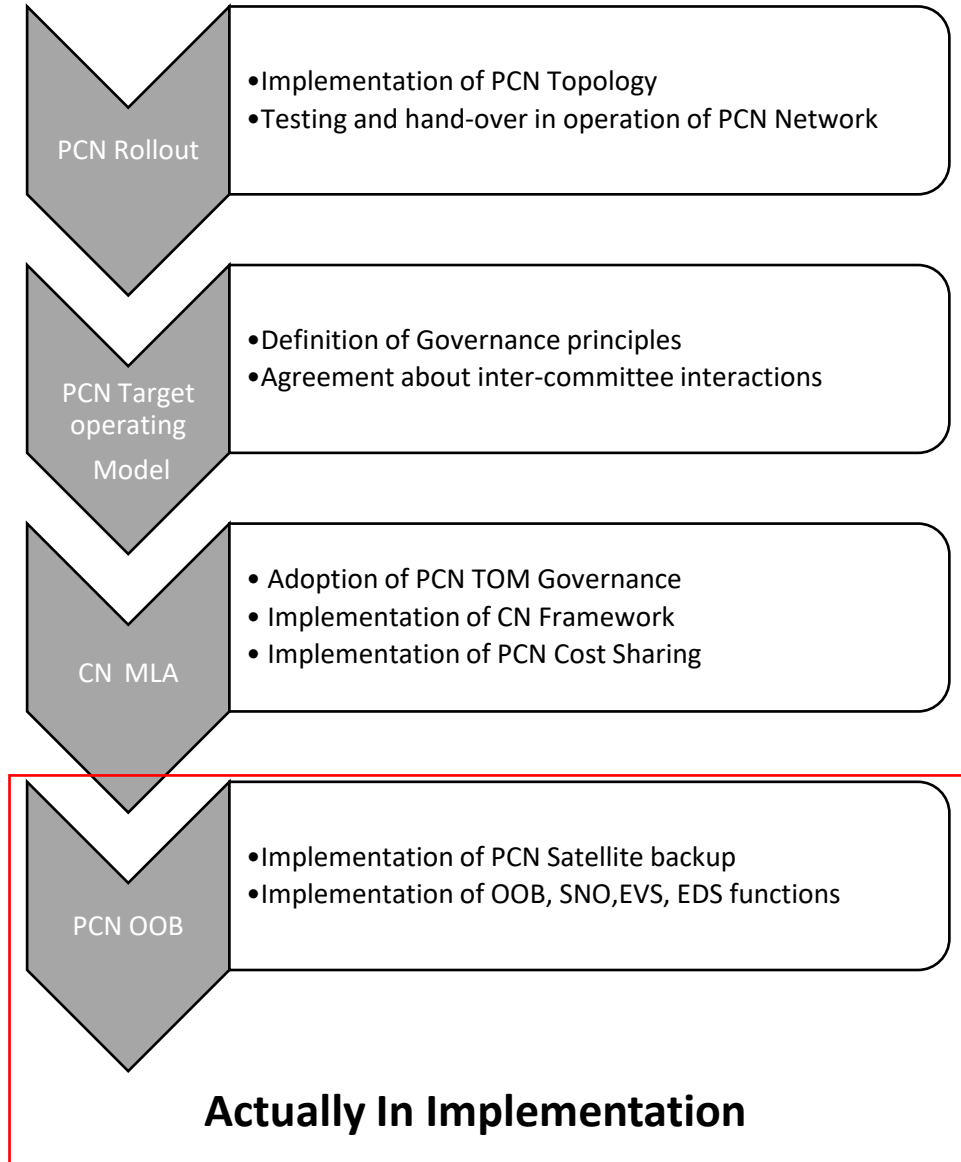 PCN Rollout
•Implementation of PCN Topology
•Testing and hand-over in operation of PCN Network
PCN Target
operating
Model
•Definition of Governance principles
•Agreement about inter-committee interactions
CN MLA
• Adoption of PCN TOM Governance
• Implementation of CN Framework
• Implementation of PCN Cost Sharing
PCN OOB
•Implementation of PCN Satellite backup
•Implementation of OOB, SNO,EVS, EDS functions
Actually In Implementation